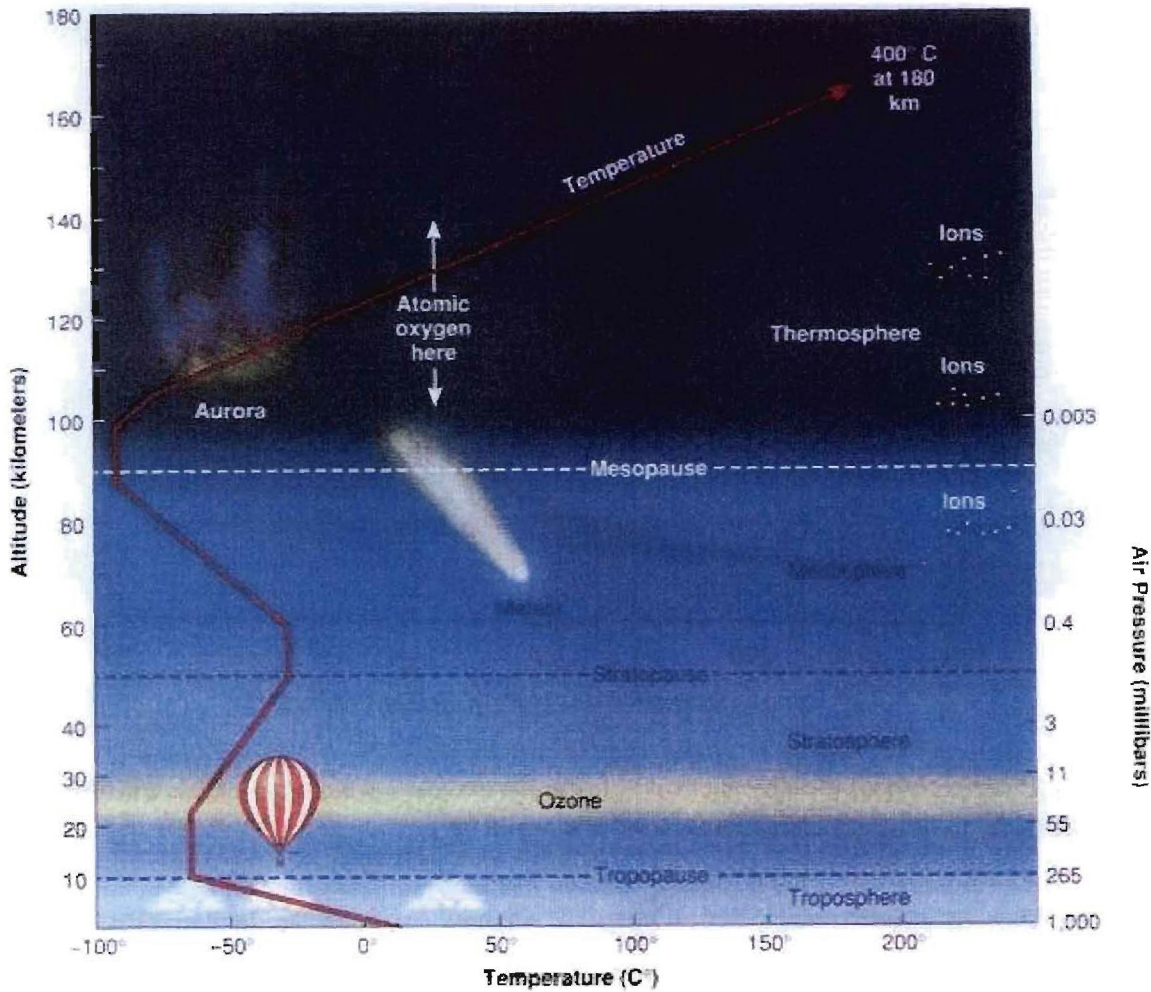 180
160
140
120
100
80
60
40
30
20
10
Altitude (kilometers)
400° C
at 180
km
Temperature
Ions
Atomic
oxygen
here
Thermosphere
Ions
Aurora
0.003
Mesopause
Ions
0.03
Mesosphere
Meteor
0.4
Stratopause
3
Stratosphere
11
Ozone
55
Tropopause
265
Troposphere
1,000
Air Pressure (millibars)
-100° -50° 0° 50° 100° 150° 200°
Temperature (C°)